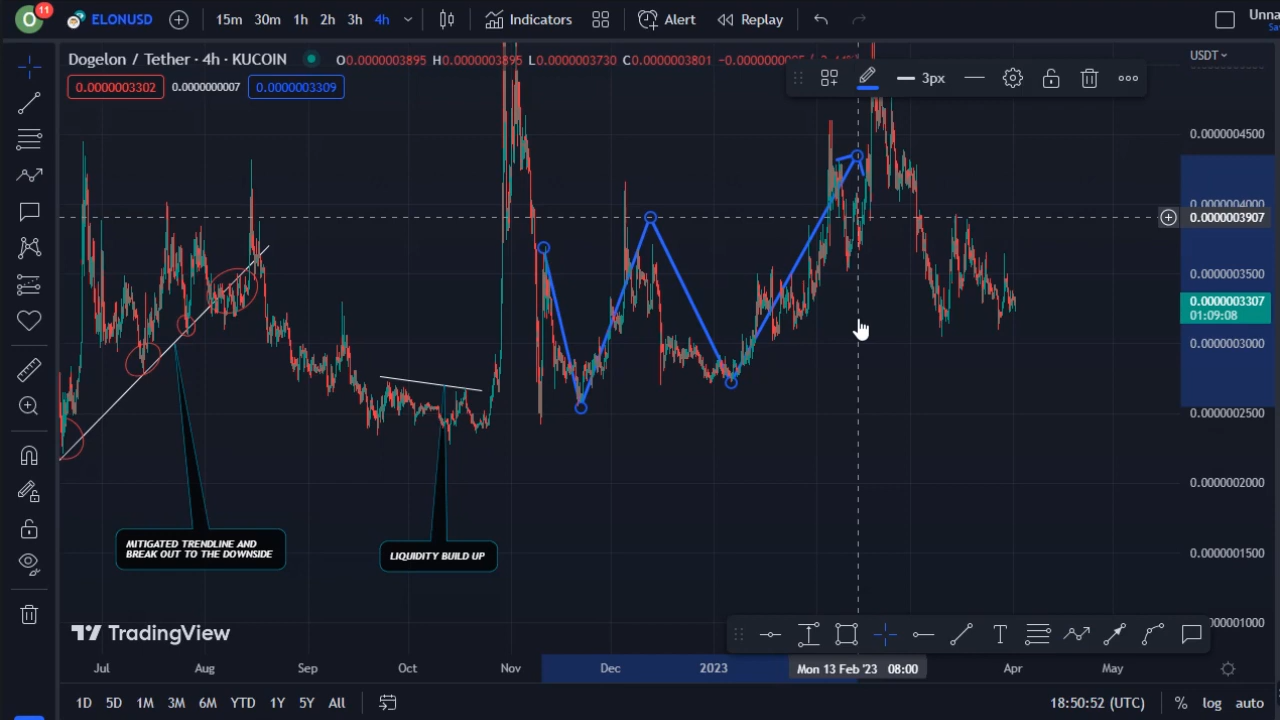 O 11 ELONUSD 15m 30m 1h 2h 3h 4h Indicators Alert Replay Unna
Dogelon / Tether · 4h · KUCOIN O0.0000003895 H0.0000003895 L0.0000003730 C0.0000003801 USDT
0.0000003302 0.0000000007 0.0000003309
3px
0.0000004500
0.0000004000
0.0000003907
0.0000003500
0.0000003307
01:09:08
0.0000003000
0.0000002500
0.0000002000
0.0000001500
0.0000001000
MITIGATED TRENDLINE AND
BREAK OUT TO THE DOWNSIDE
LIQUIDITY BUILD UP
TradingView
T
Jul Aug Sep Oct Nov Dec 2023 Mon 13 Feb '23 08:00 Apr May
1D 5D 1M 3M 6M YTD 1Y 5Y All 18:50:52 (UTC) % log auto